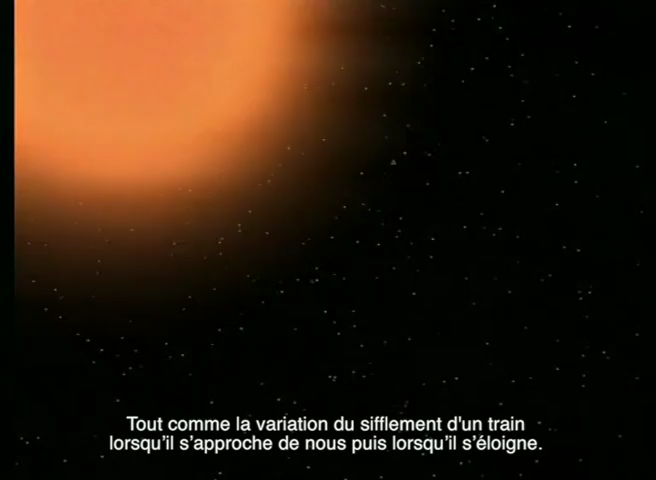 Tout comme la variation du sifflement d'un train
lorsqu'il s'approche de nous puis lorsqu'il s'éloigne.